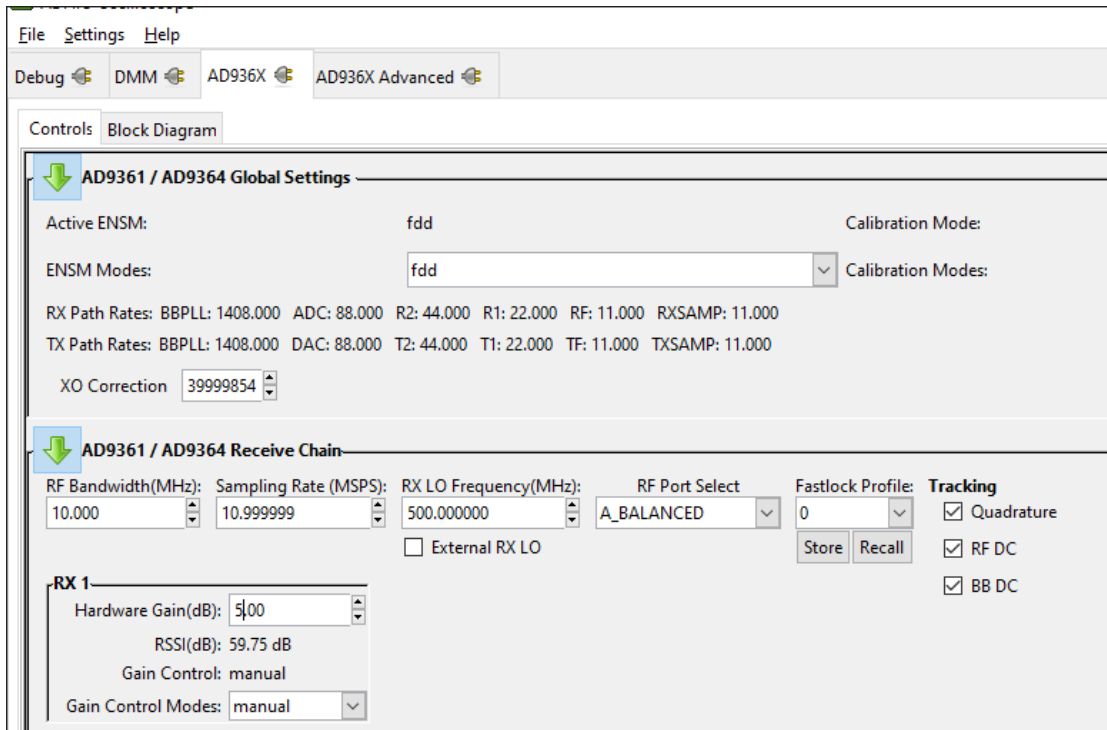 File Settings Help
Debug DMM AD936X AD936X Advanced
Controls Block Diagram
AD9361 / AD9364 Global Settings
Active ENSM: fdd Calibration Mode:
ENSM Modes: fdd Calibration Modes:
RX Path Rates: BBPLL: 1408.000 ADC: 88.000 R2: 44.000 R1: 22.000 RF: 11.000 RXSAMP: 11.000
TX Path Rates: BBPLL: 1408.000 DAC: 88.000 T2: 44.000 T1: 22.000 TF: 11.000 TXSAMP: 11.000
XO Correction 39999854
AD9361 / AD9364 Receive Chain
RF Bandwidth(MHz): Sampling Rate (MSPS): RX LO Frequency(MHz): RF Port Select Fastlock Profile: Tracking
10.000 10.999999 500.000000 A_BALANCED 0 Quadrature
External RX LO Store Recall RF DC
RX 1 BB DC
Hardware Gain(dB): 5.00
RSSI(dB): 59.75 dB
Gain Control: manual
Gain Control Modes: manual